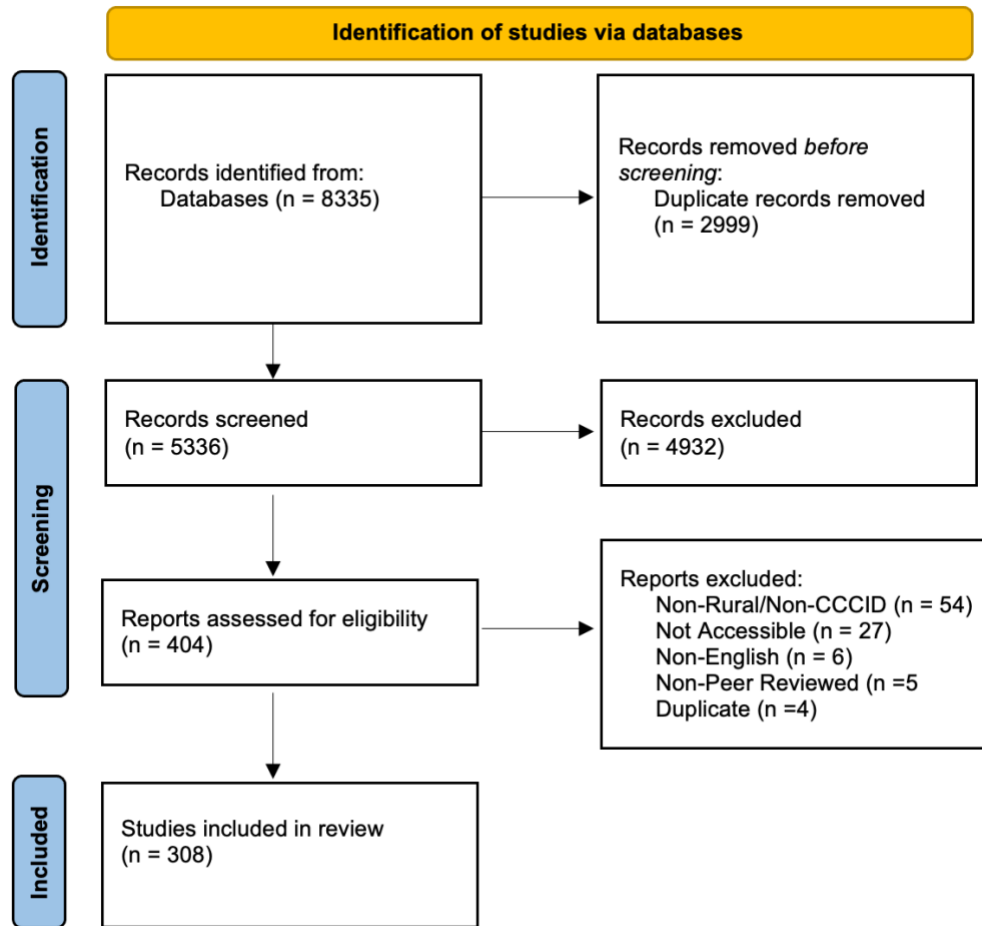 Identification of studies via databases
Identification
Records identified from:
Databases (n = 8335)
Records removed before
screening:
Duplicate records removed
(n = 2999)
Screening
Records screened
(n = 5336)
Records excluded
(n = 4932)
Reports assessed for eligibility
(n = 404)
Reports excluded:
Non-Rural/Non-CCCID (n = 54)
Not Accessible (n = 27)
Non-English (n = 6)
Non-Peer Reviewed (n =5
Duplicate (n =4)
Included
Studies included in review
(n = 308)